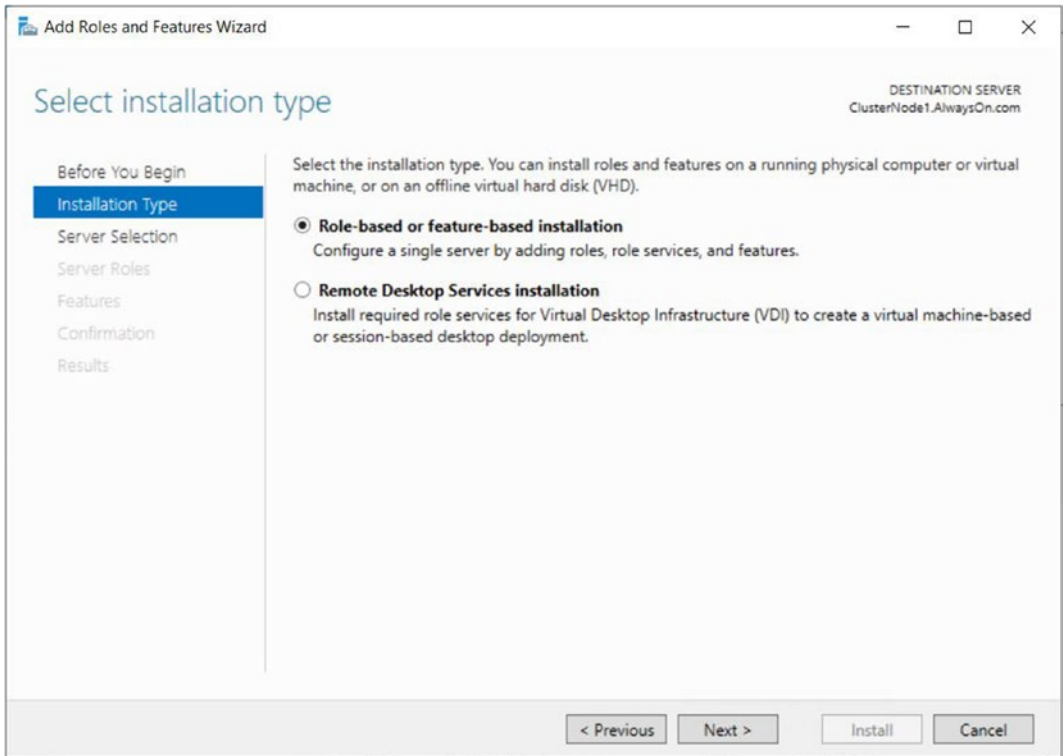 Add Roles and Features Wizard
Select installation type
DESTINATION SERVER
ClusterNode1.AlwaysOn.com
Before You Begin
Installation Type
Server Selection
Server Roles
Features
Confirmation
Results
Select the installation type. You can install roles and features on a running physical computer or virtual
machine, or on an offline virtual hard disk (VHD).
Role-based or feature-based installation
Configure a single server by adding roles, role services, and features.
Remote Desktop Services installation
Install required role services for Virtual Desktop Infrastructure (VDI) to create a virtual machine-based
or session-based desktop deployment.
< Previous
Next >
Install
Cancel